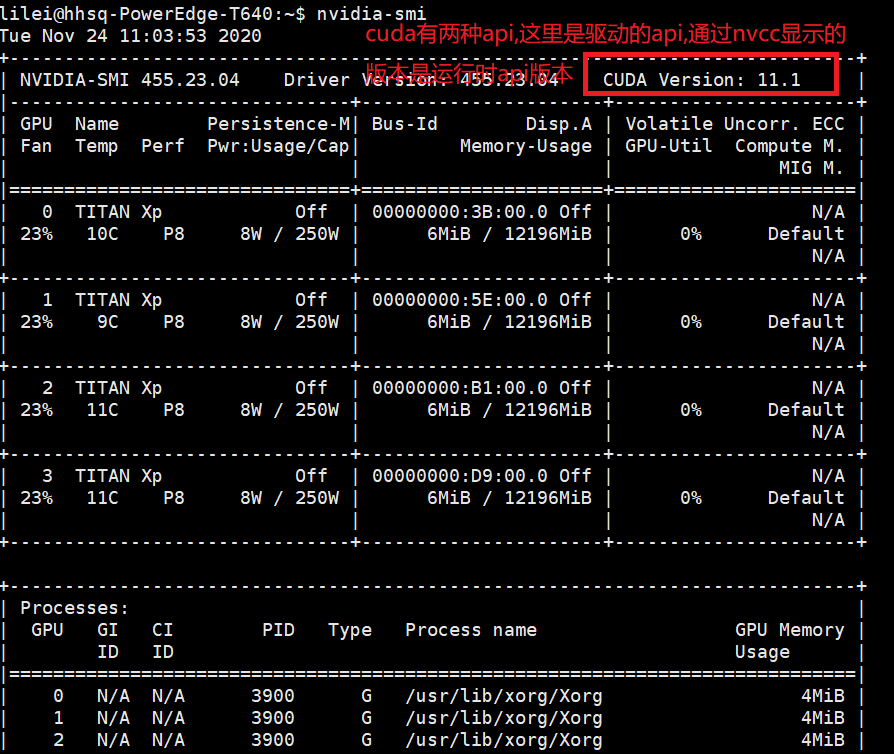 lilei@hhsq-PowerEdge-T640:~$ nvidia-smi
Tue Nov 24 11:03:53 2020
cuda有两种api,这里是驱动的api,通过nvcc显示的
版本是运行时api版本
+-----------------------------------------------------------------------------+
| NVIDIA-SMI 455.23.04    Driver Version: 455.23.04    CUDA Version: 11.1     |
|-------------------------------+----------------------+----------------------+
| GPU  Name        Persistence-M| Bus-Id        Disp.A | Volatile Uncorr. ECC |
| Fan  Temp  Perf  Pwr:Usage/Cap|         Memory-Usage | GPU-Util  Compute M. |
|                               |                      |               MIG M. |
|===============================+======================+======================|
|   0  TITAN Xp            Off  | 00000000:3B:00.0 Off |                  N/A |
| 23%   10C    P8     8W / 250W |      6MiB / 12196MiB |      0%      Default |
|                               |                      |                  N/A |
+-------------------------------+----------------------+----------------------+
|   1  TITAN Xp            Off  | 00000000:5E:00.0 Off |                  N/A |
| 23%    9C    P8     8W / 250W |      6MiB / 12196MiB |      0%      Default |
|                               |                      |                  N/A |
+-------------------------------+----------------------+----------------------+
|   2  TITAN Xp            Off  | 00000000:B1:00.0 Off |                  N/A |
| 23%   11C    P8     8W / 250W |      6MiB / 12196MiB |      0%      Default |
|                               |                      |                  N/A |
+-------------------------------+----------------------+----------------------+
|   3  TITAN Xp            Off  | 00000000:D9:00.0 Off |                  N/A |
| 23%   11C    P8     8W / 250W |      6MiB / 12196MiB |      0%      Default |
|                               |                      |                  N/A |
+-------------------------------+----------------------+----------------------+
+-----------------------------------------------------------------------------+
| Processes:                                                                  |
|  GPU   GI   CI        PID   Type   Process name                  GPU Memory |
|        ID   ID                                                   Usage      |
|=============================================================================|
|    0   N/A  N/A      3900      G   /usr/lib/xorg/Xorg                  4MiB |
|    1   N/A  N/A      3900      G   /usr/lib/xorg/Xorg                  4MiB |
|    2   N/A  N/A      3900      G   /usr/lib/xorg/Xorg                  4MiB |